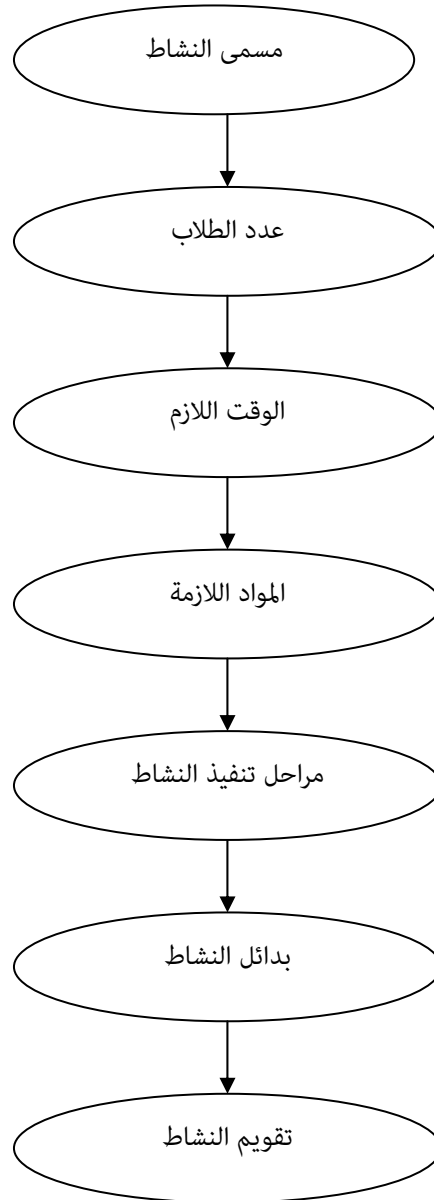 مسمى النشاط
عدد الطلاب
الوقت اللازم
المواد اللازمة
مراحل تنفيذ النشاط
بدائل النشاط
تقويم النشاط